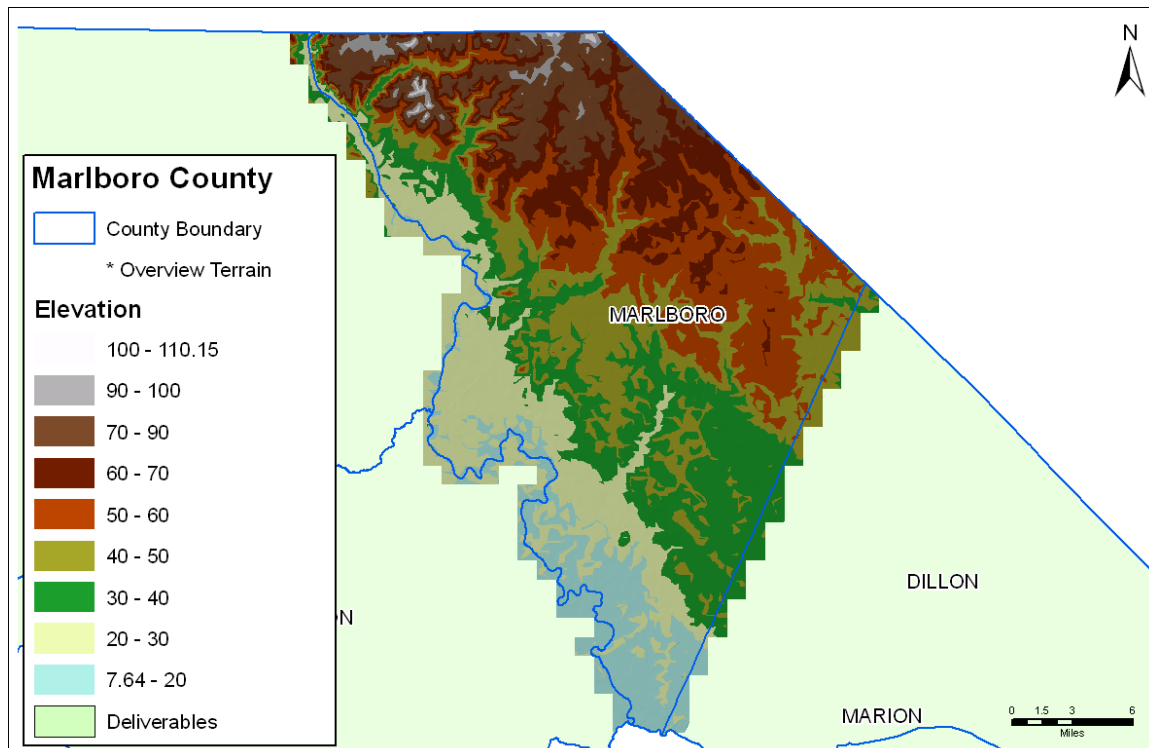 N
Marlboro County
County Boundary
* Overview Terrain
Elevation
100 - 110.15
90 - 100
70 - 90
60 - 70
50 - 60
40 - 50
30 - 40
20 - 30
7.64 - 20
Deliverables
MARLBORO
DILLON
ON
MARION
0 1.5 3 6
Miles